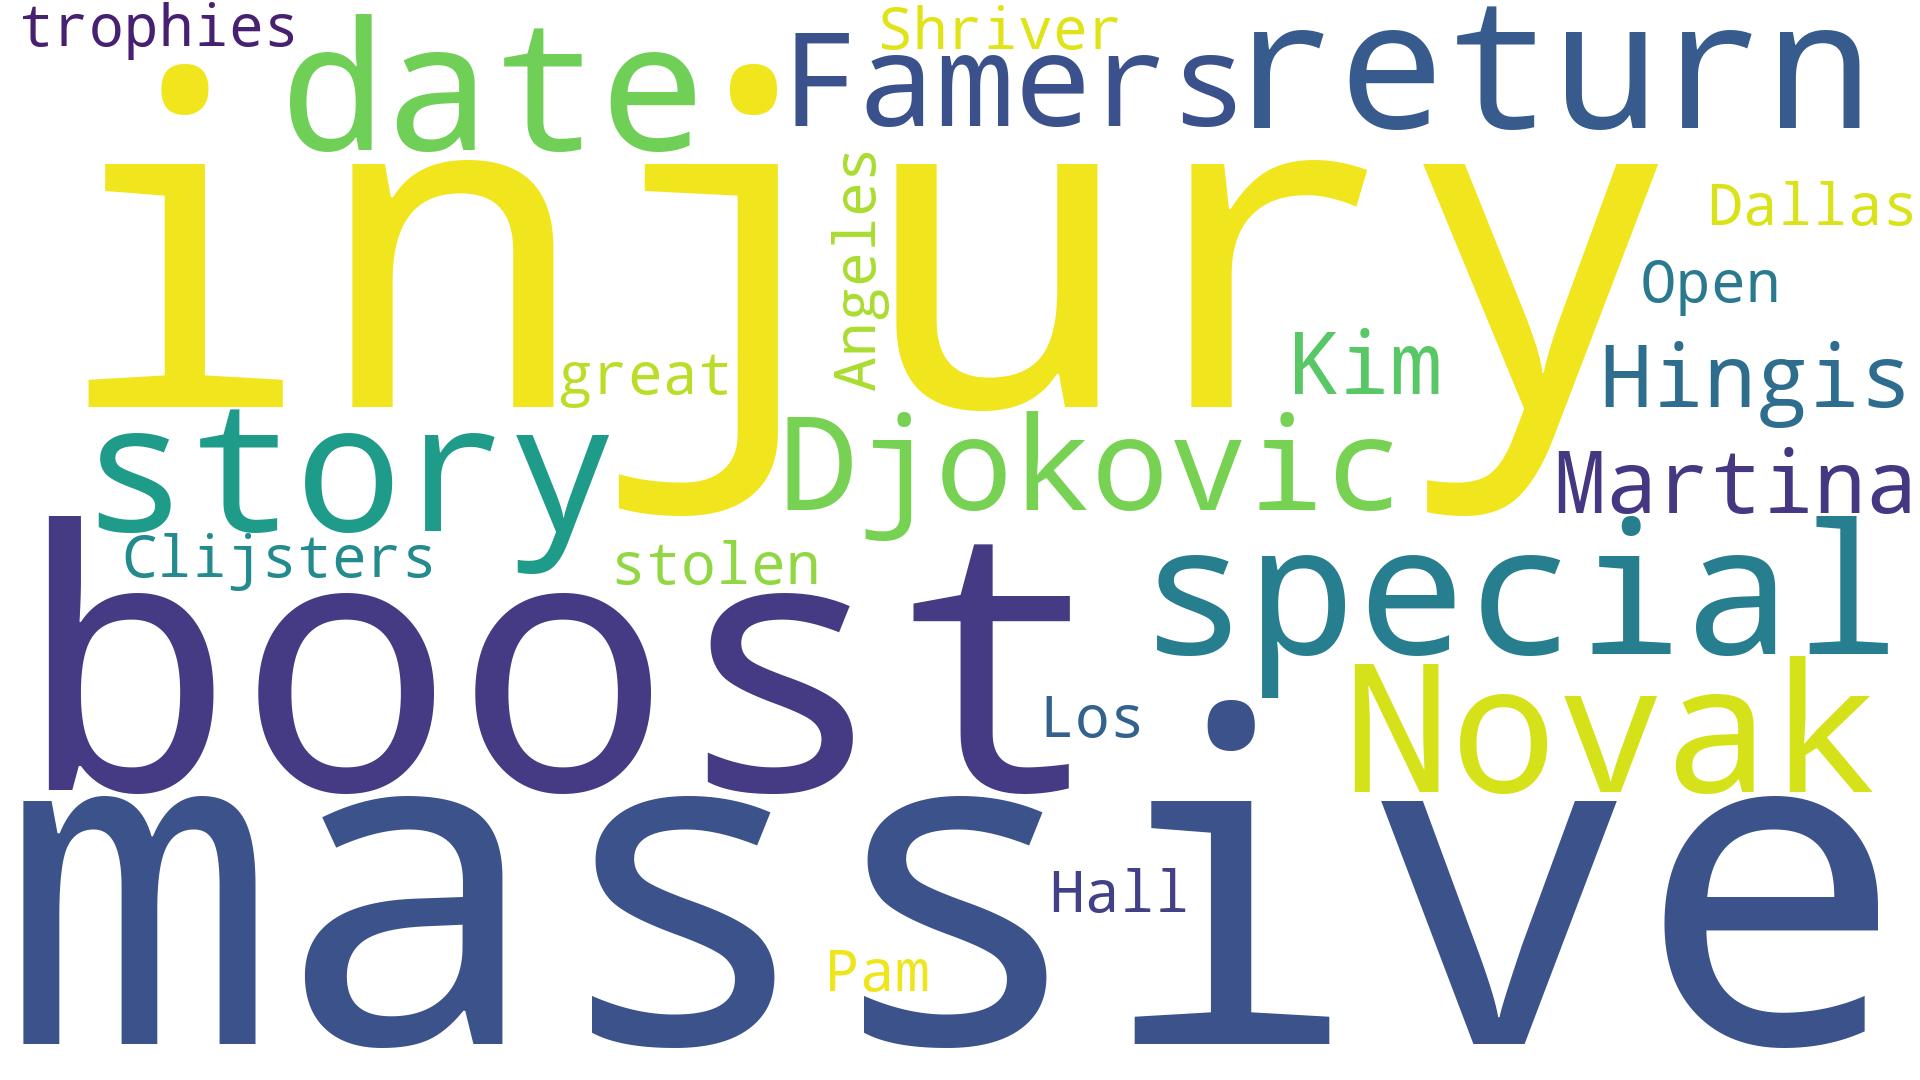 trophies
date
Shriver
Famers
return
injury
Angeles
Dallas
Open
great
Kim
Hingis
story
Djokovic
Martina
Clijsters
stolen
boost
special
Los
Novak
massive
Hall
Pam